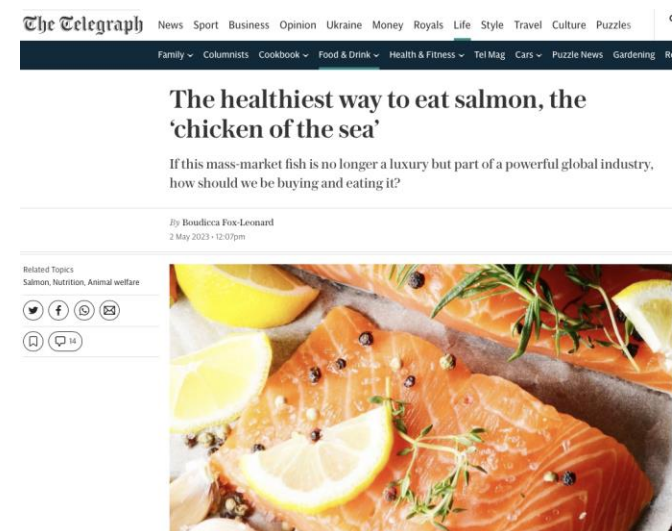 The Telegraph News Sport Business Opinion Ukraine Money Royals Life Style Travel Culture Puzzles
Family Columnists Cookbook Food & Drink Health & Fitness Tel Mag Cars Puzzle News Gardening
The healthiest way to eat salmon, the
‘chicken of the sea’
If this mass-market fish is no longer a luxury but part of a powerful global industry,
how should we be buying and eating it?
By Boudicca Fox-Leonard
2 May 2023 • 12:07pm
Related Topics
Salmon, Nutrition, Animal welfare
14